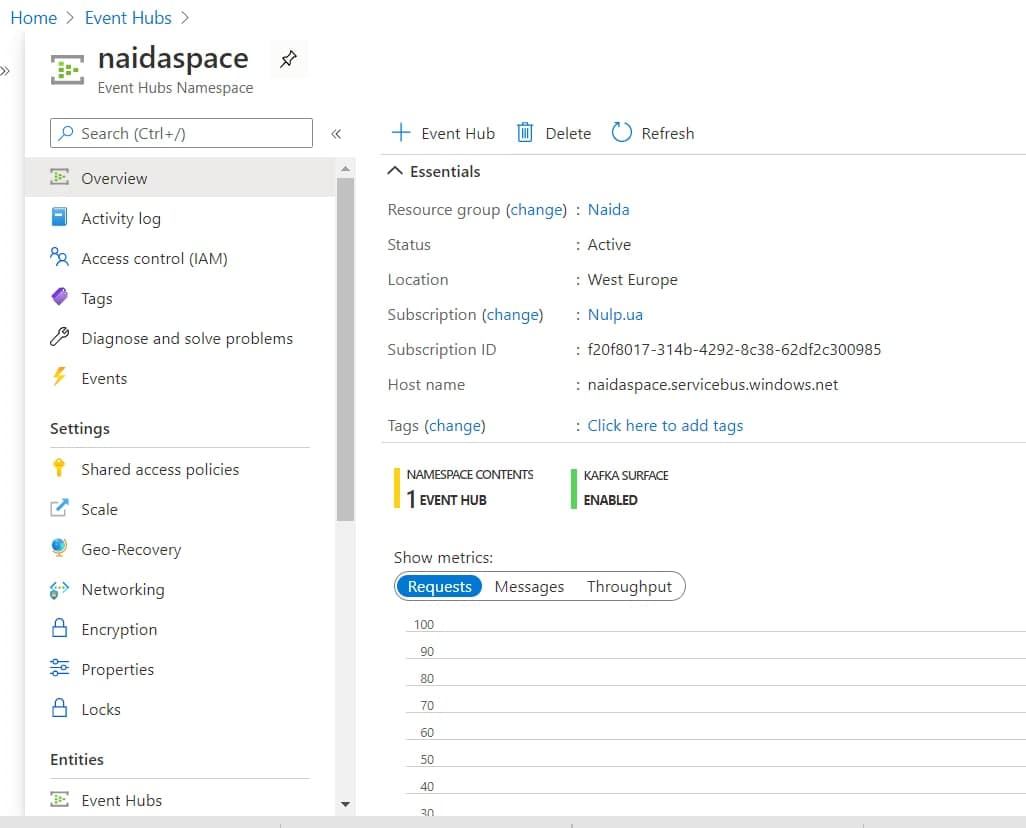 Home > Event Hubs >
naidaspace
Event Hubs Namespace
Search (Ctrl+/)
«
Overview
Activity log
Access control (IAM)
Tags
Diagnose and solve problems
Events
Settings
Shared access policies
Scale
Geo-Recovery
Networking
Encryption
Properties
Locks
Entities
Event Hubs
+ Event Hub Delete Refresh
Essentials
Resource group (change) : Naida
Status : Active
Location : West Europe
Subscription (change) : Nulp.ua
Subscription ID : f20f8017-314b-4292-8c38-62df2c300985
Host name : naidaspace.servicebus.windows.net
Tags (change) : Click here to add tags
NAMESPACE CONTENTS
1 EVENT HUB
KAFKA SURFACE
ENABLED
Show metrics:
Requests Messages Throughput
100
90
80
70
60
50
40
30